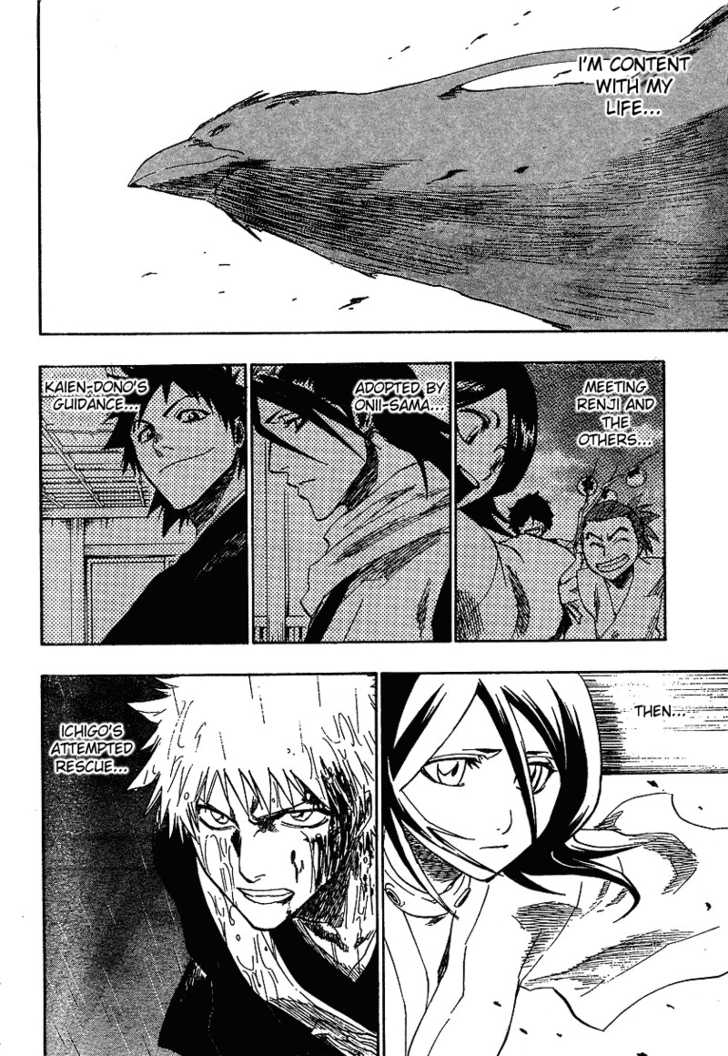 I'M CONTENT
WITH MY
LIFE...
MEETING
RENJI AND
THE
OTHERS...
ADOPTED BY
ONII-SAMA...
KAIEN-DONO'S
GUIDANCE...
THEN...
ICHIGO'S
ATTEMPTED
RESCUE...